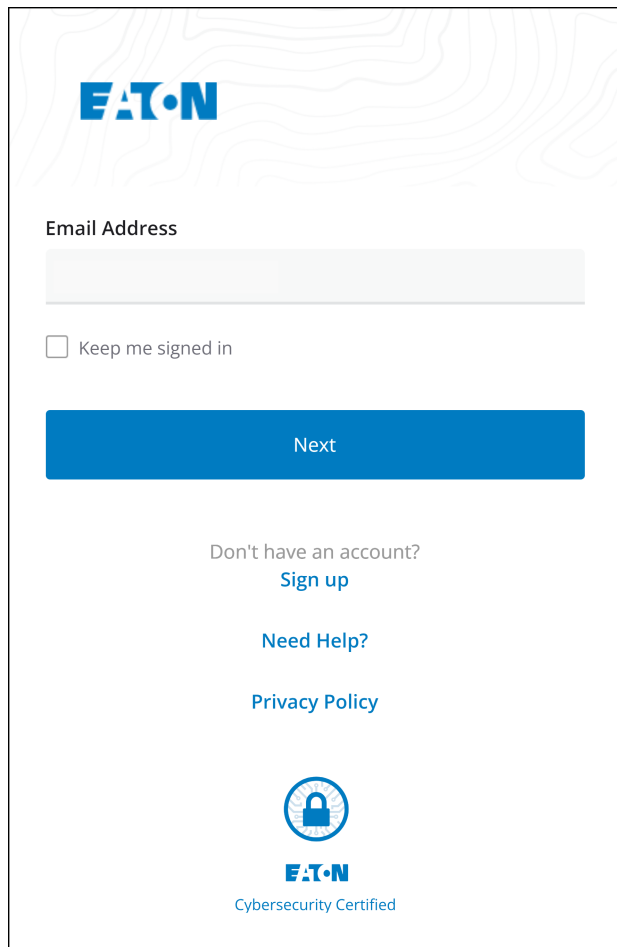 EATON
Email Address
Keep me signed in
Next
Don't have an account?
Sign up
Need Help?
Privacy Policy
EATON
Cybersecurity Certified